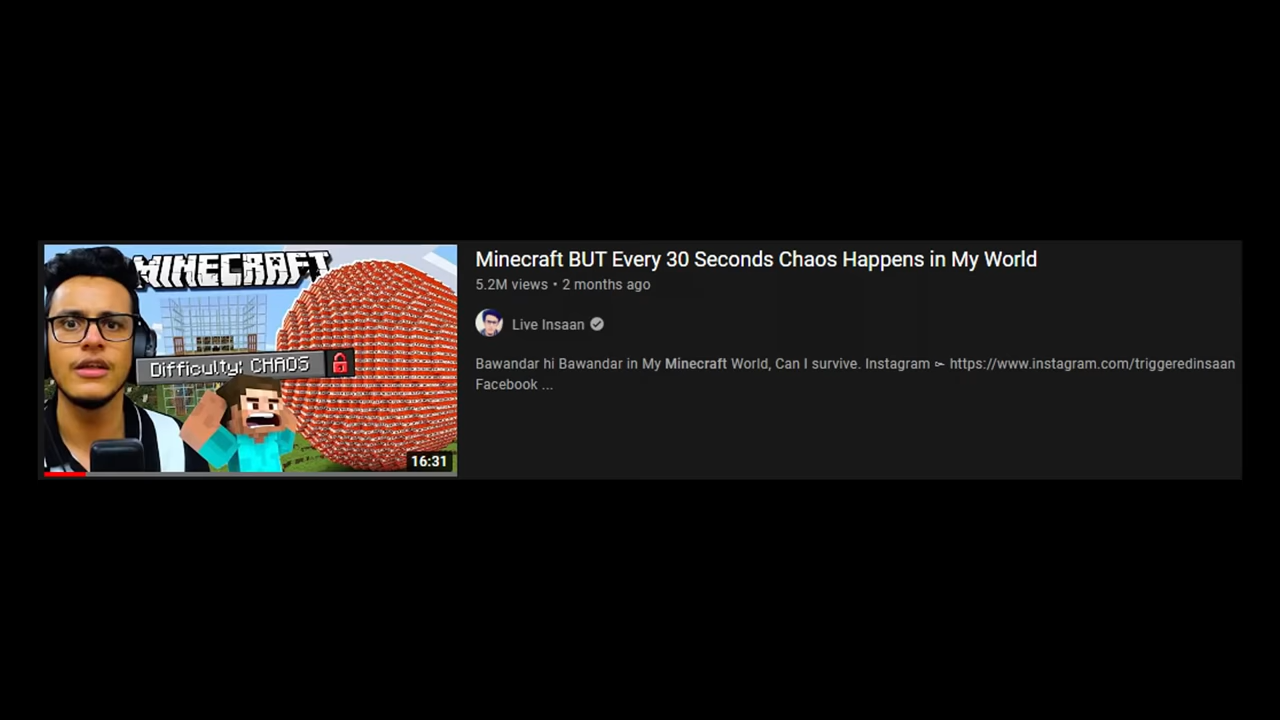 MINECRAFT
Difficulty: CHAOS
16:31
Minecraft BUT Every 30 Seconds Chaos Happens in My World
5.2M views • 2 months ago
Live Insaan
Bawandar hi Bawandar in My Minecraft World, Can I survive. Instagram ➛ https://www.instagram.com/triggeredinsaan
Facebook ...